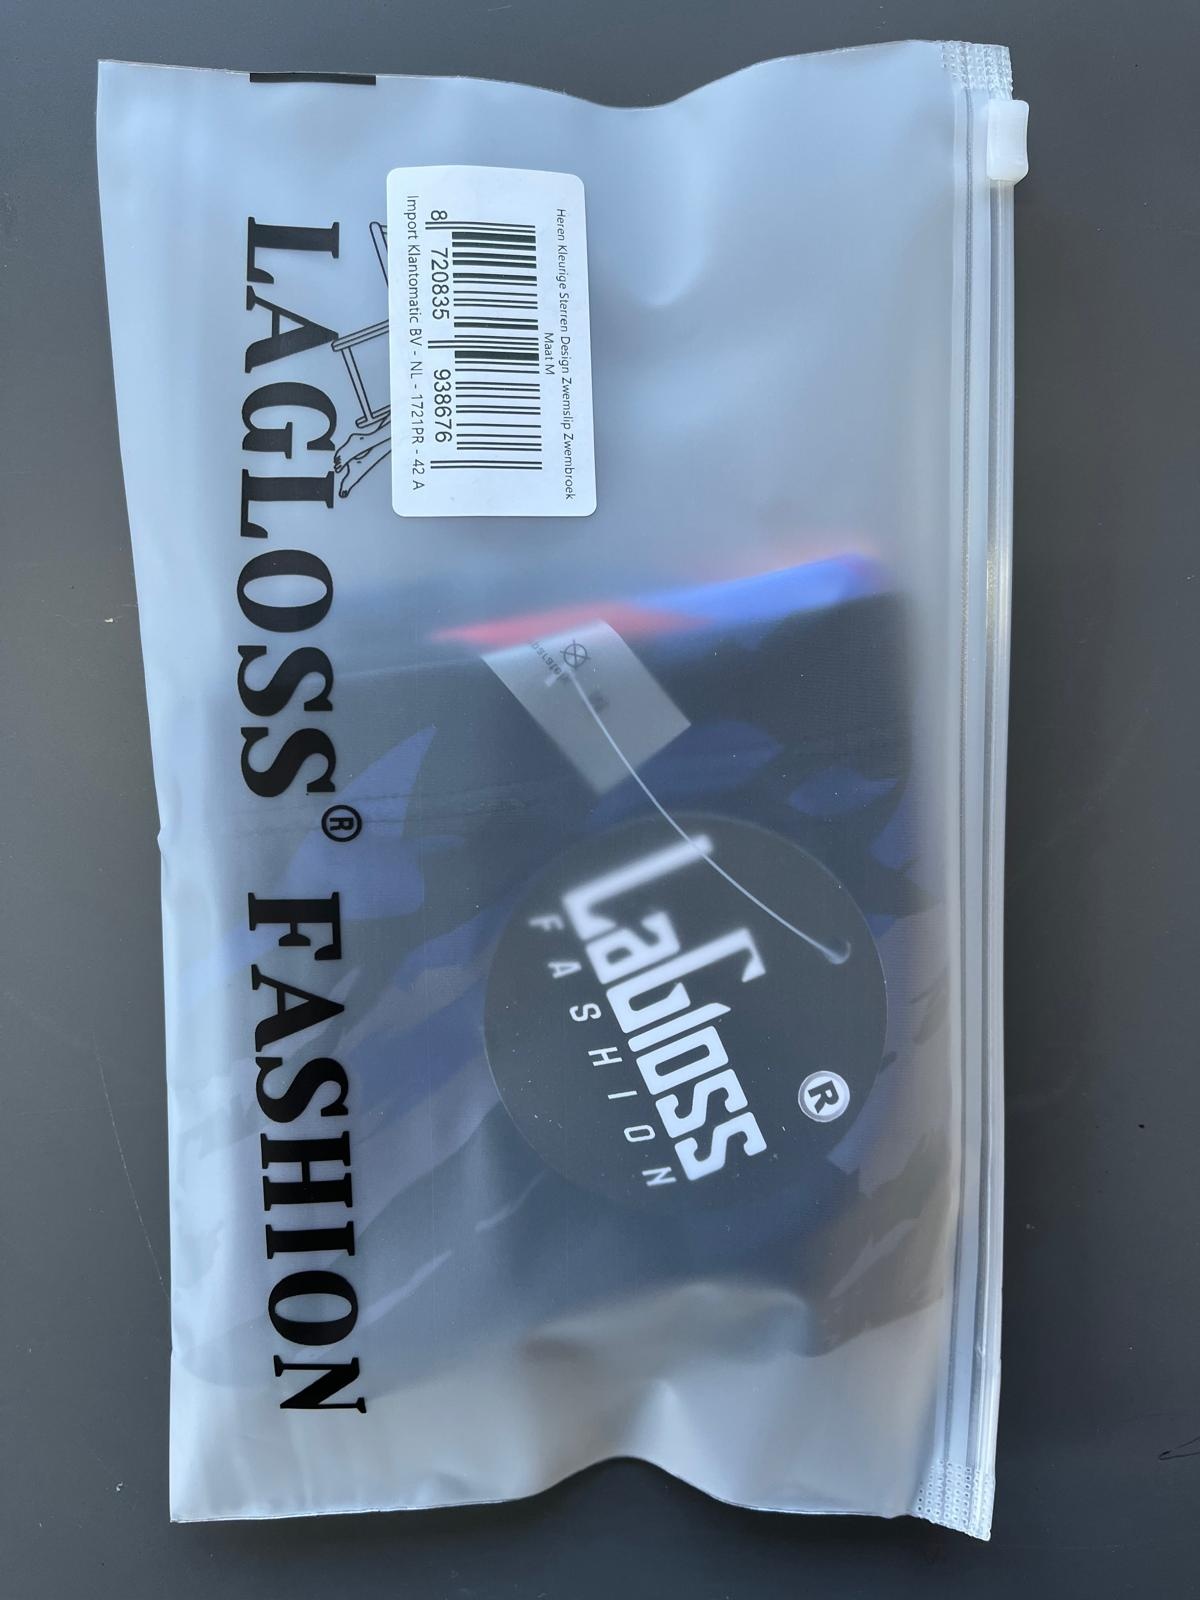 Heren Kleurige Sterren Design Zwemslip Zwembroek
Maat M
8 720835 938676
Import Klantomatic BV - NL - 1721PR - 42 A
LAGLOSS® FASHION
Lagloss
®
FASHION